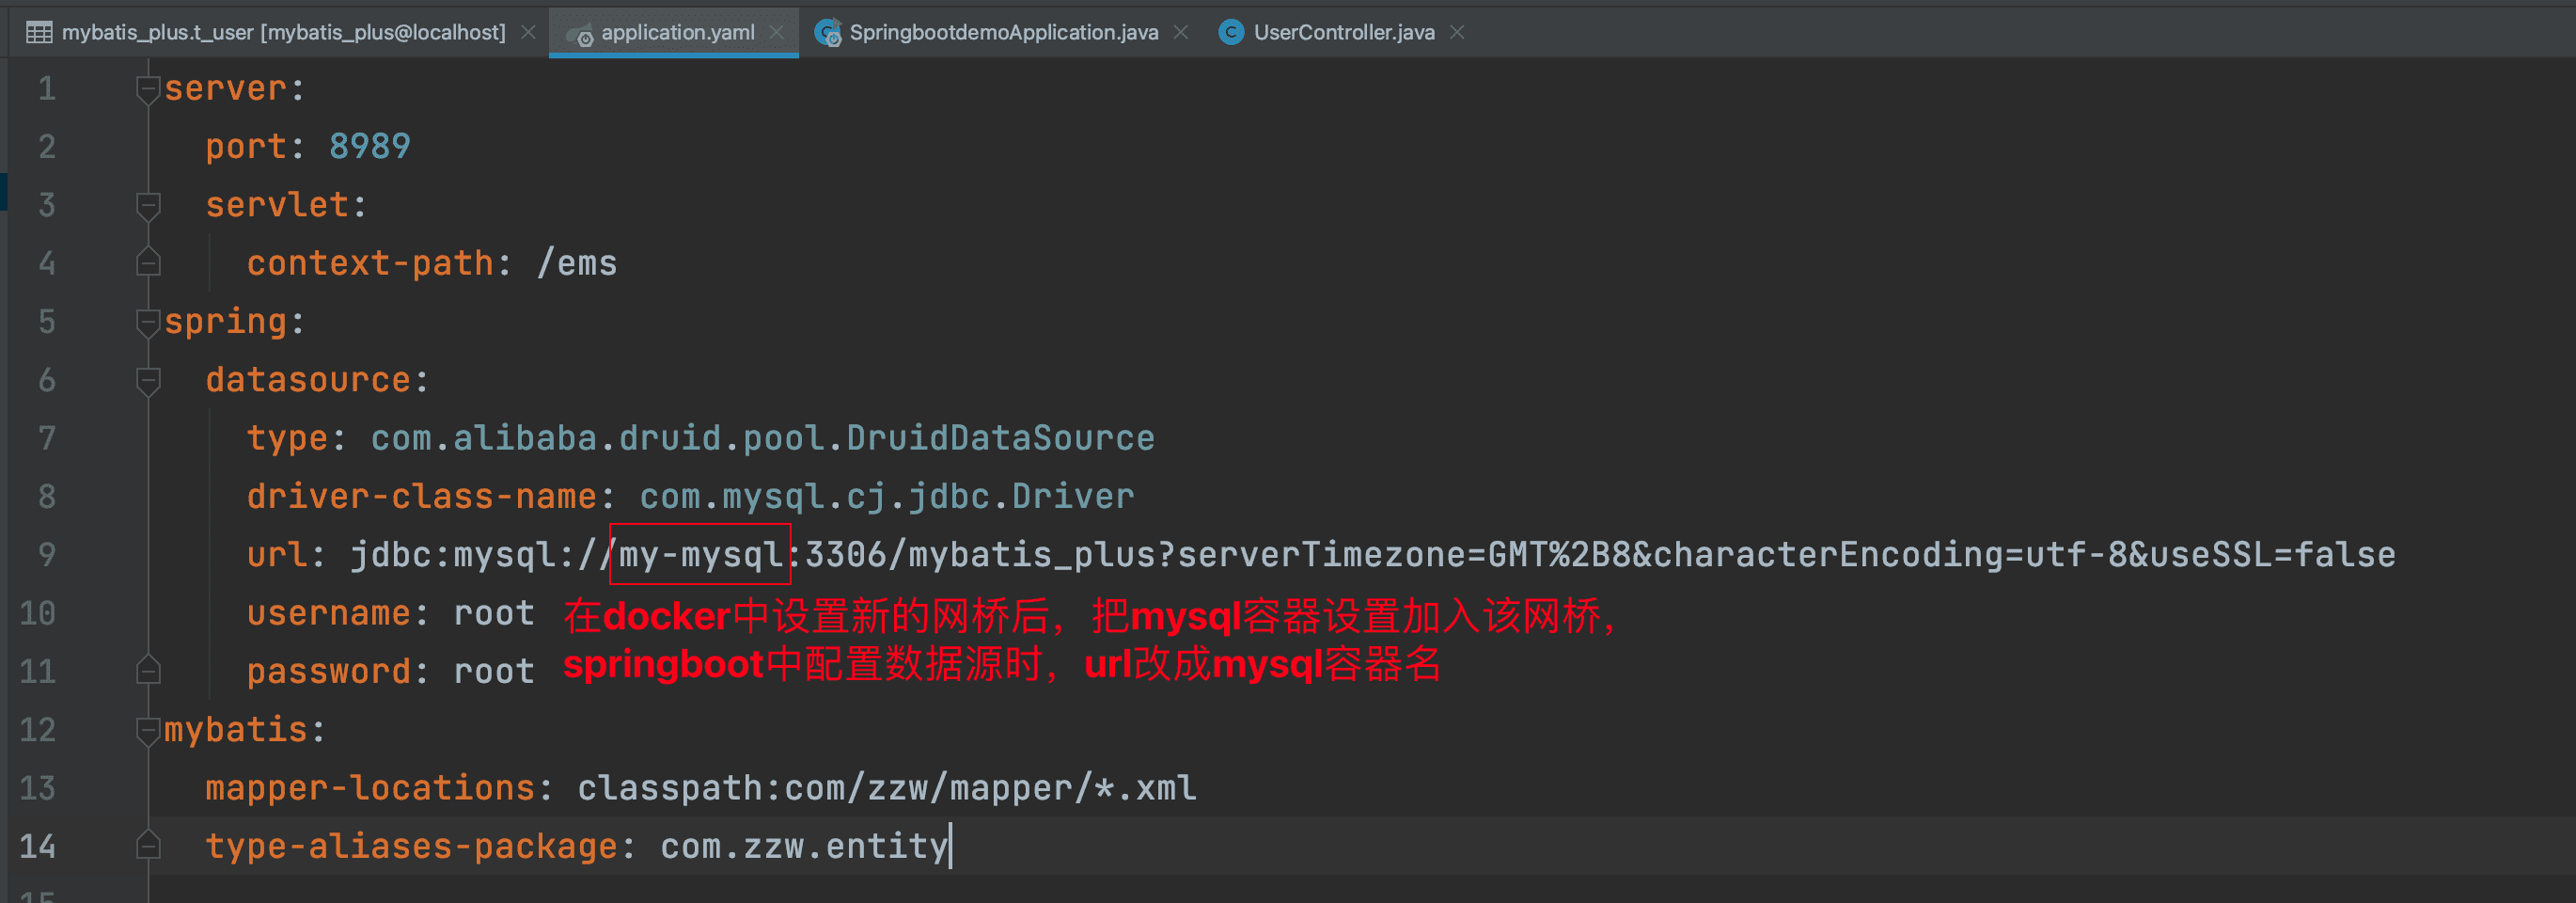 mybatis_plus.t_user [mybatis_plus@localhost] application.yaml SpringbootdemoApplication.java UserController.java
1 server:
2 port: 8989
3 servlet:
4 context-path: /ems
5 spring:
6 datasource:
7 type: com.alibaba.druid.pool.DruidDataSource
8 driver-class-name: com.mysql.cj.jdbc.Driver
9 url: jdbc:mysql://my-mysql:3306/mybatis_plus?serverTimezone=GMT%2B8&characterEncoding=utf-8&useSSL=false
10 username: root 在docker中设置新的网桥后，把mysql容器设置加入该网桥，
11 password: root springboot中配置数据源时，url改成mysql容器名
12 mybatis:
13 mapper-locations: classpath:com/zzw/mapper/*.xml
14 type-aliases-package: com.zzw.entity
15